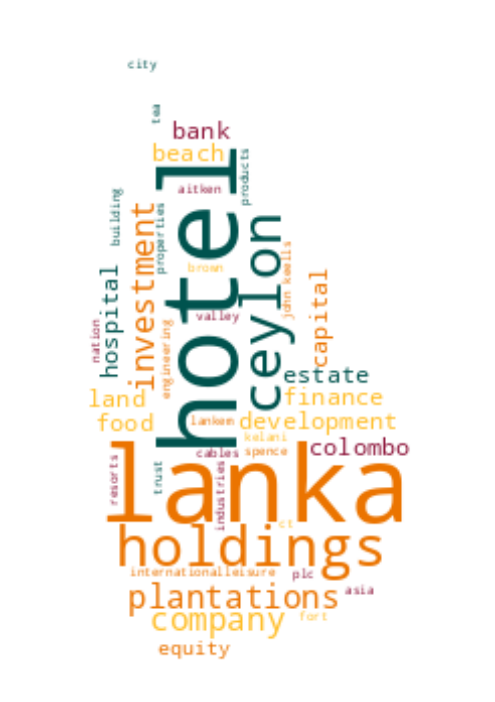 city
tea
bank
beach
products
aitken
hotel
building
investment
properties
ceylon
brown
john keells
hospital
capital
valley
nation
engineering
estate
land
finance
food
lankem
development
kelani
colombo
cables
spence
lanka
resorts
trust
industries
ct
holdings
internationalleisure
plc
plantations
asia
company
fort
equity